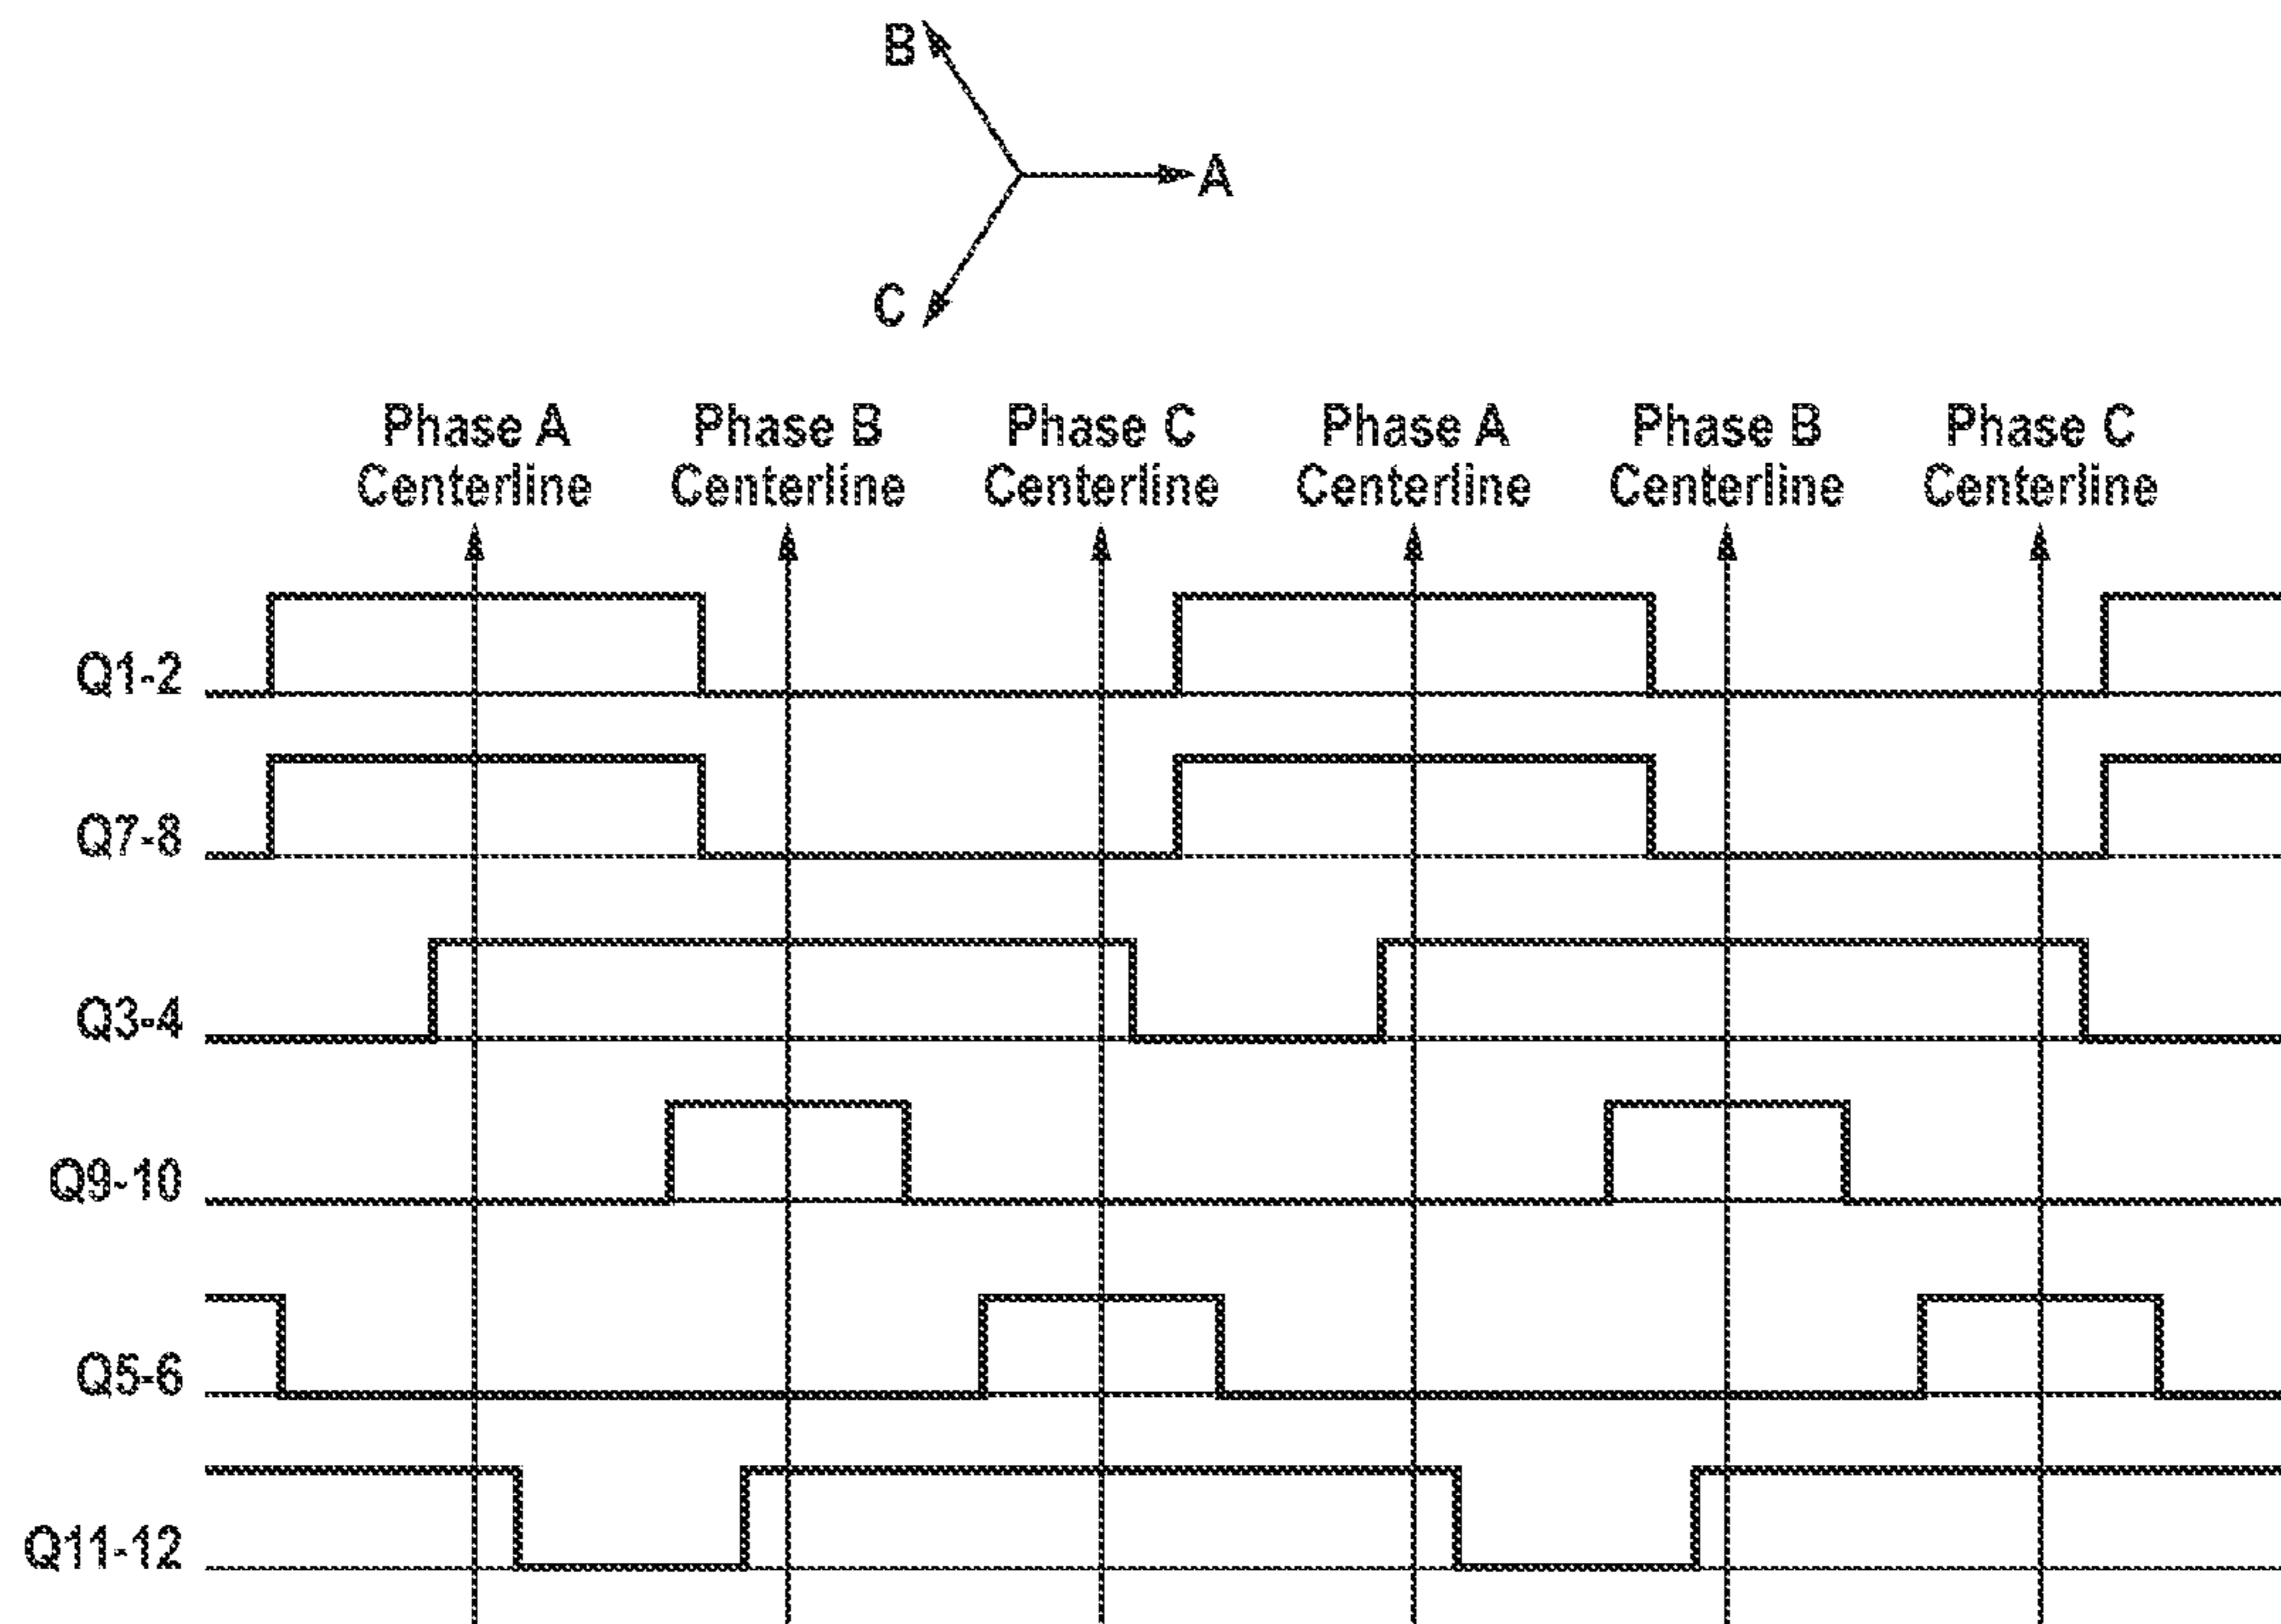 B
A
C
Phase A Centerline
Phase B Centerline
Phase C Centerline
Phase A Centerline
Phase B Centerline
Phase C Centerline
Q1-2
Q7-8
Q3-4
Q9-10
Q5-6
Q11-12